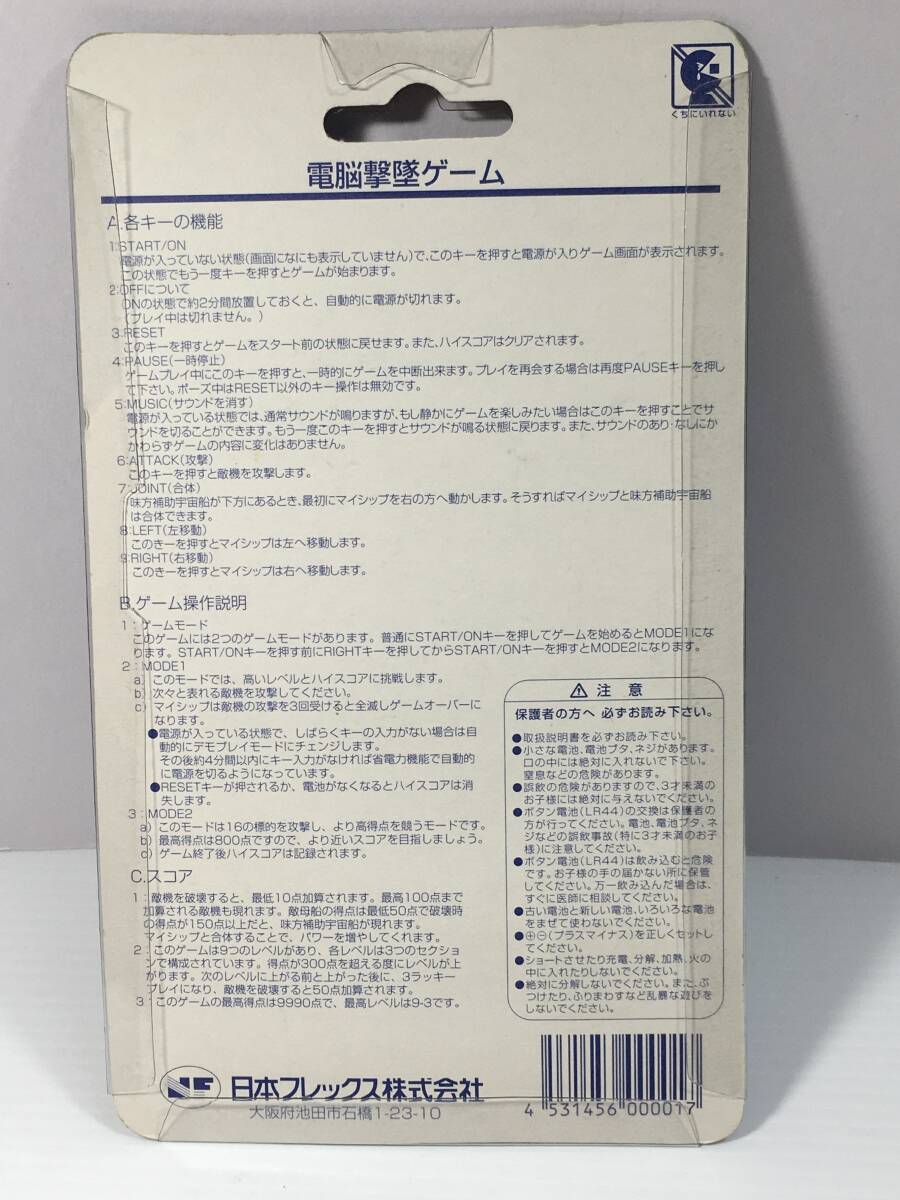 くちにいれない
電脳撃墜ゲーム
A.各キーの機能
1:START/ON
電源が入っていない状態(画面になにも表示していません)で、このキーを押すと電源が入りゲーム画面が表示されます。
この状態でもう一度キーを押すとゲームが始まります。
2:OFFについて
ONの状態で約2分間放置しておくと、自動的に電源が切れます。
(プレイ中は切れません。)
3:RESET
このキーを押すとゲームをスタート前の状態に戻せます。また、ハイスコアはクリアされます。
4:PAUSE(一時停止)
ゲームプレイ中にこのキーを押すと、一時的にゲームを中断出来ます。プレイを再会する場合は再度PAUSEキーを押し
て下さい。ポーズ中はRESET以外のキー操作は無効です。
5:MUSIC(サウンドを消す)
電源が入っている状態では、通常サウンドが鳴りますが、もし静かにゲームを楽しみたい場合はこのキーを押すことでサ
ウンドを切ることができます。もう一度このキーを押すとサウンドが鳴る状態に戻ります。また、サウンドのあり・なしにか
かわらずゲームの内容に変化はありません。
6:ATTACK(攻撃)
このキーを押すと敵機を攻撃します。
7:JOINT(合体)
味方補助宇宙船が下方にあるとき、最初にマイシップを右の方へ動かします。そうすればマイシップと味方補助宇宙船
は合体できます。
8:LEFT(左移動)
このきーを押すとマイシップは左へ移動します。
9:RIGHT(右移動)
このきーを押すとマイシップは右へ移動します。
B.ゲーム操作説明
1:ゲームモード
このゲームには2つのゲームモードがあります。普通にSTART/ONキーを押してゲームを始めるとMODE1にな
ります。START/ONキーを押す前にRIGHTキーを押してからSTART/ONキーを押すとMODE2になります。
2:MODE1
a)このモードでは、高いレベルとハイスコアに挑戦します。
b)次々と表れる敵機を攻撃してください。
c)マイシップは敵機の攻撃を3回受けると全滅しゲームオーバーに
なります。
●電源が入っている状態で、しばらくキーの入力がない場合は自
動的にデモプレイモードにチェンジします。
その後約4分間以内にキー入力がなければ省電力機能で自動的
に電源を切るようになっています。
●RESETキーが押されるか、電池がなくなるとハイスコアは消
失します。
3:MODE2
a)このモードは16の標的を攻撃し、より高得点を競うモードです。
b)最高得点は800点ですので、より近いスコアを目指しましょう。
c)ゲーム終了後ハイスコアは記録されます。
C.スコア
1:敵機を破壊すると、最低10点加算されます。最高100点まで
加算される敵機も現れます。敵母船の得点は最低50点で破壊時
の得点が150点以上だと、味方補助宇宙船が現れます。
マイシップと合体することで、パワーを増やしてくれます。
2:このゲームは9つのレベルがあり、各レベルは3つのセクショ
ンで構成されています。得点が300点を超える度にレベルが上
がります。次のレベルに上がる前と上がった後に、3ラッキー
プレイになり、敵機を破壊すると50点加算されます。
3:このゲームの最高得点は9990点で、最高レベルは9-3です。
⚠ 注 意
保護者の方へ 必ずお読み下さい。
●取扱説明書を必ずお読み下さい。
●小さな電池、電池ブタ、ネジがあります。
口の中には絶対に入れないで下さい。
窒息などの危険があります。
●誤飲の危険がありますので、3才未満の
お子様には絶対に与えないでください。
●ボタン電池(LR44)の交換は保護者の
方が行ってください。電池、電池ブタ、ネ
ジなどの誤飲事故(特に3才未満のお子
様)に注意してください。
●ボタン電池(LR44)は飲み込むと危険
です。お子様の手の届かない所に保管
してください。万一飲み込んだ場合は、
すぐに医師に相談してください。
●古い電池と新しい電池、いろいろな電池
をまぜて使わないでください。
●⊕⊖(プラスマイナス)を正しくセットし
てください。
●ショートさせたり充電、分解、加熱、火の
中に入れたりしないでください。
●絶対に分解しないでください。また、ぶ
つけたり、ふりまわすなど乱暴な遊びを
しないでください。
NF 日本フレックス株式会社
大阪府池田市石橋1-23-10
4 531456 000017